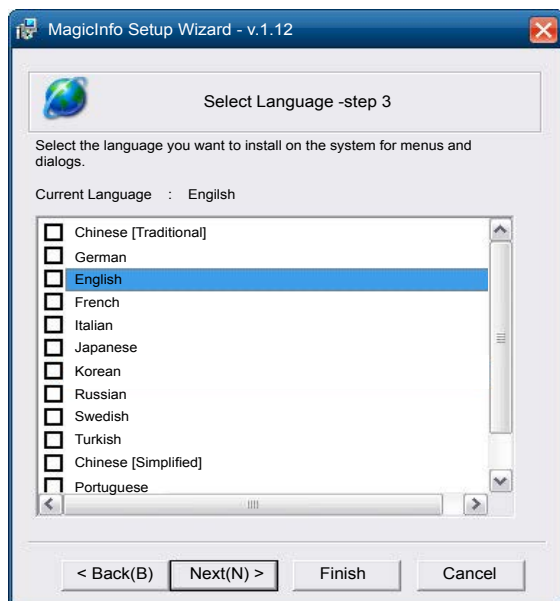 MagicInfo Setup Wizard - v.1.12
Select Language -step 3
Select the language you want to install on the system for menus and
dialogs.
Current Language : Engilsh
Chinese [Traditional]
German
English
French
Italian
Japanese
Korean
Russian
Swedish
Turkish
Chinese [Simplified]
Portuguese
< Back(B) Next(N) > Finish Cancel